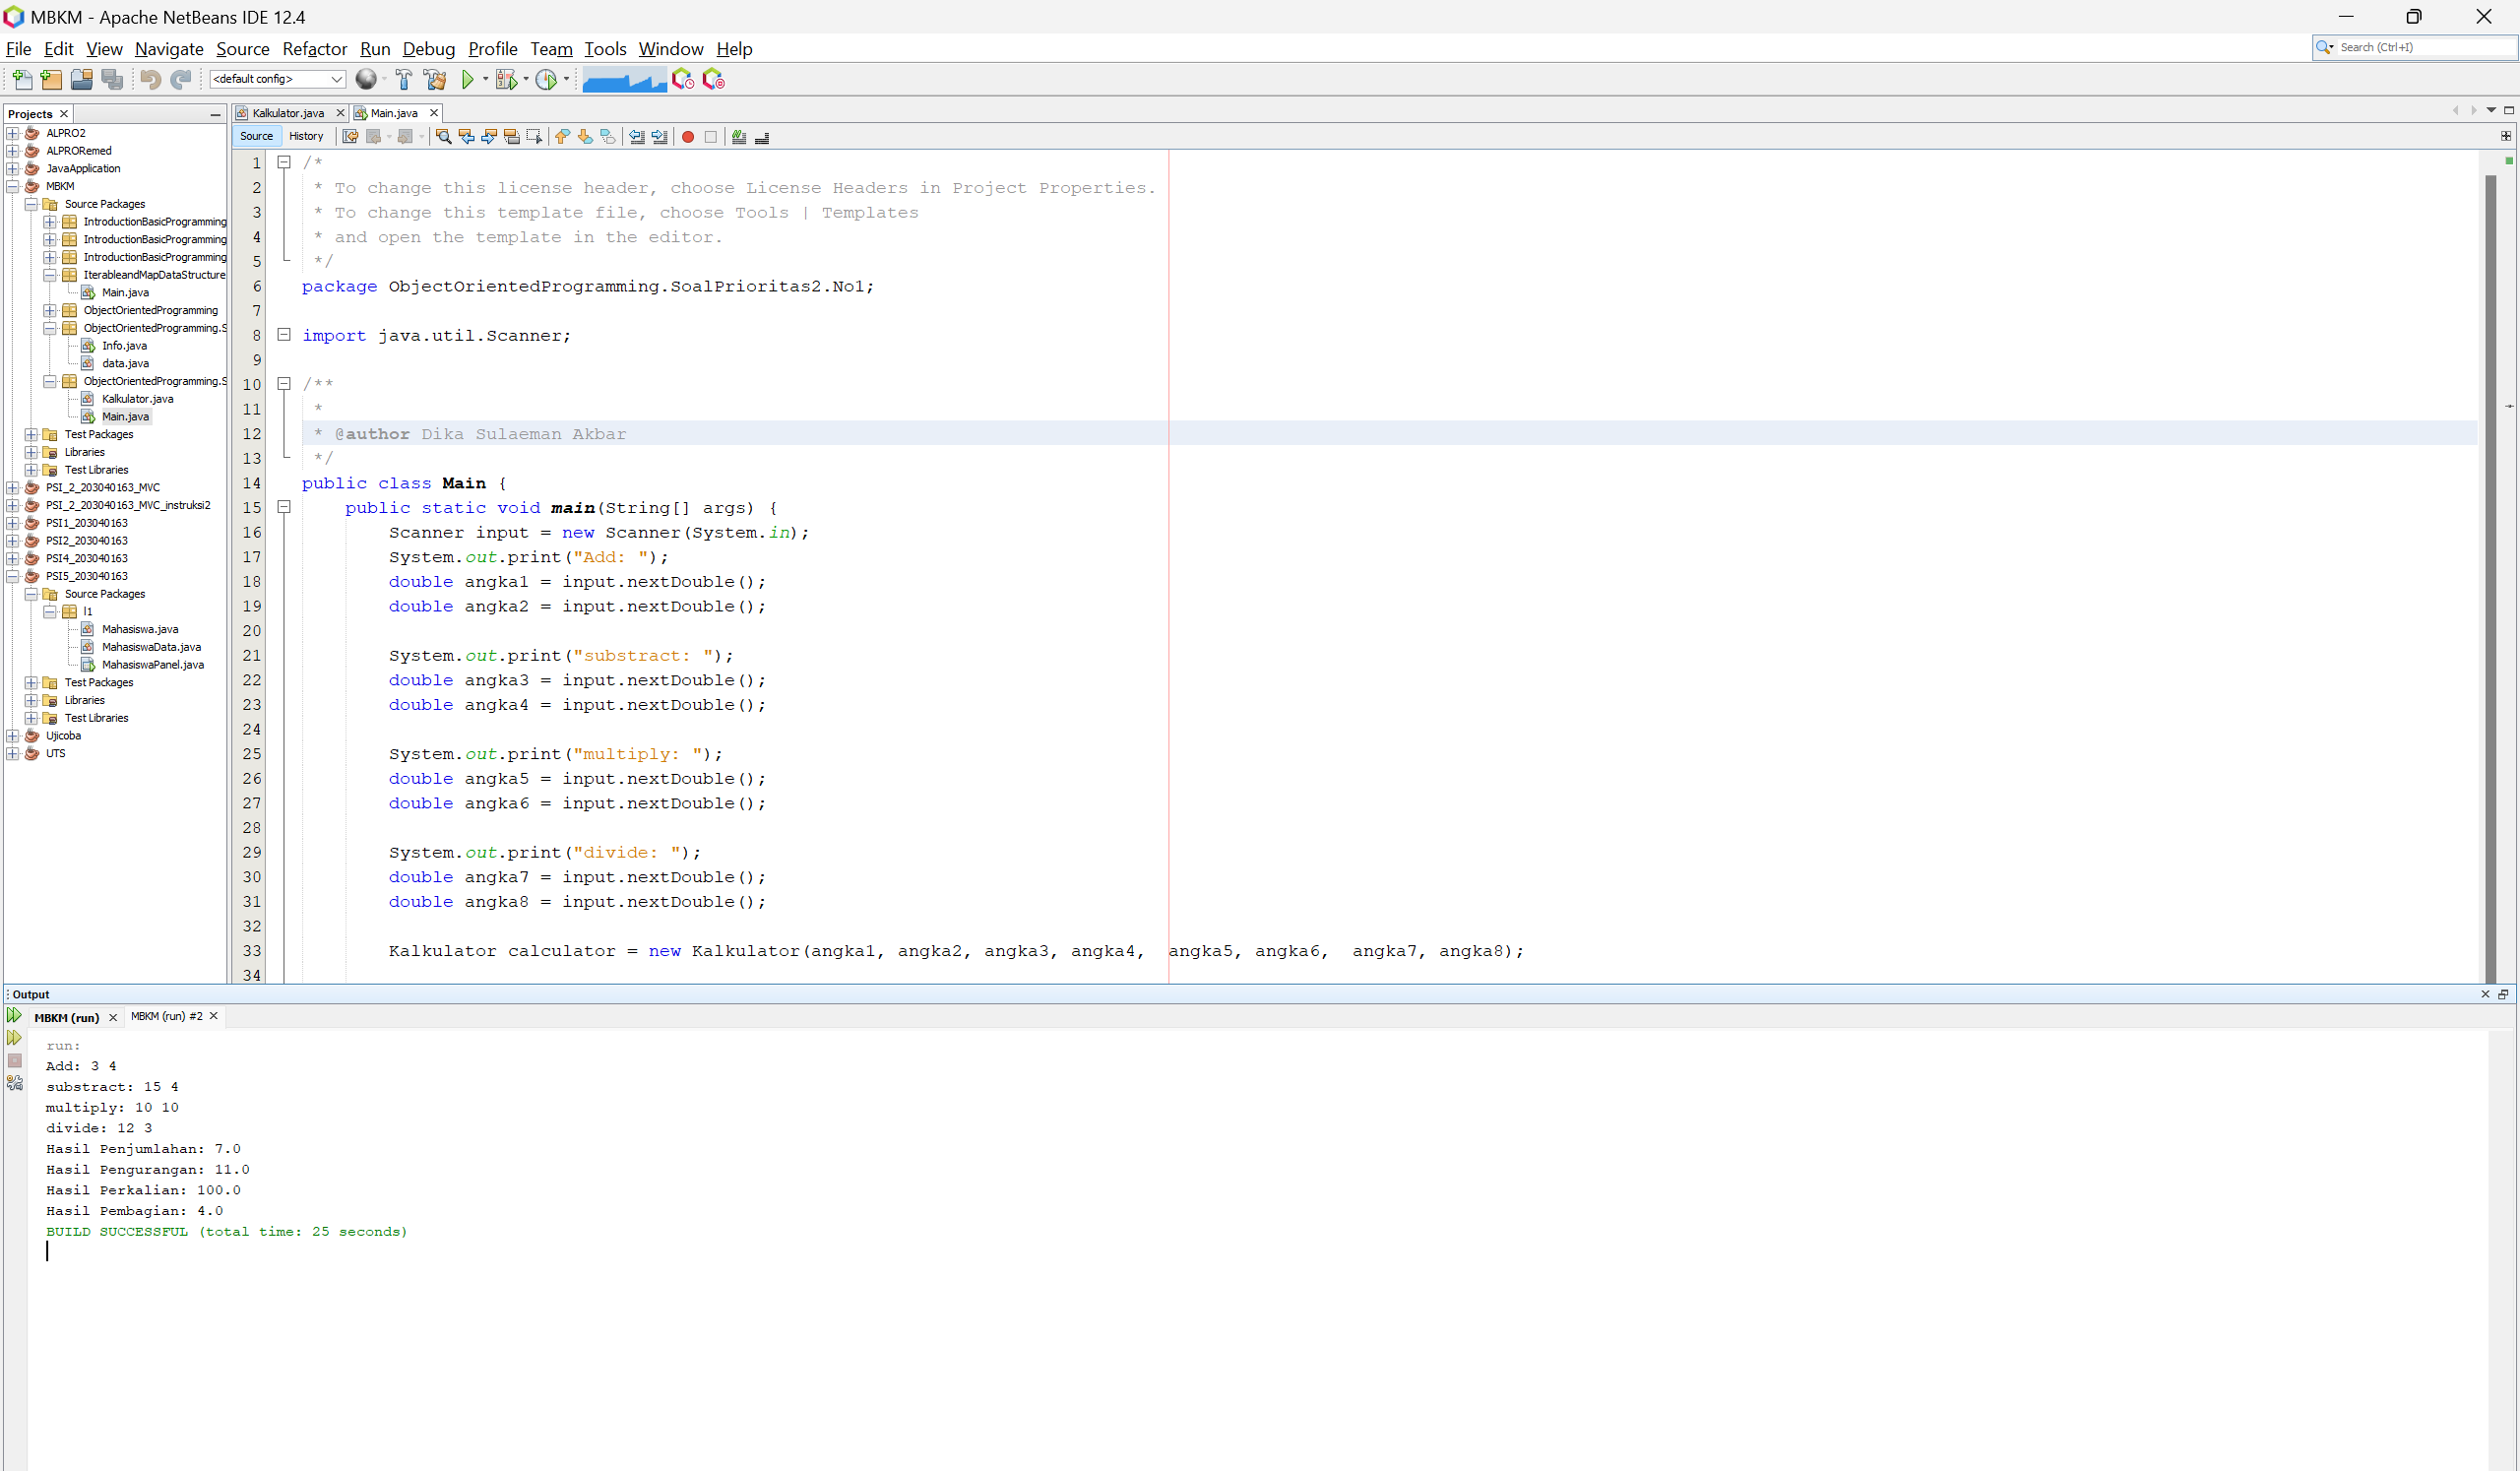 MBKM - Apache NetBeans IDE 12.4
File Edit View Navigate Source Refactor Run Debug Profile Team Tools Window Help
Search (Ctrl+I)
<default config>
Projects
ALPRO2
ALPRORemed
JavaApplication
MBKM
Source Packages
IntroductionBasicProgramming
IntroductionBasicProgramming
IntroductionBasicProgramming
IterableandMapDataStructure
Main.java
ObjectOrientedProgramming
ObjectOrientedProgramming.S
Info.java
data.java
ObjectOrientedProgramming.S
Kalkulator.java
Main.java
Test Packages
Libraries
Test Libraries
PSI_2_203040163_MVC
PSI_2_203040163_MVC_instruksi2
PSI1_203040163
PSI2_203040163
PSI4_203040163
PSI5_203040163
Source Packages
l1
Mahasiswa.java
MahasiswaData.java
MahasiswaPanel.java
Test Packages
Libraries
Test Libraries
Ujicoba
UTS
Kalkulator.java Main.java
Source History
1 /*
2 * To change this license header, choose License Headers in Project Properties.
3 * To change this template file, choose Tools | Templates
4 * and open the template in the editor.
5 */
6 package ObjectOrientedProgramming.SoalPrioritas2.No1;
7
8 import java.util.Scanner;
9
10 /**
11 *
12 * @author Dika Sulaeman Akbar
13 */
14 public class Main {
15 public static void main(String[] args) {
16 Scanner input = new Scanner(System.in);
17 System.out.print("Add: ");
18 double angka1 = input.nextDouble();
19 double angka2 = input.nextDouble();
20
21 System.out.print("substract: ");
22 double angka3 = input.nextDouble();
23 double angka4 = input.nextDouble();
24
25 System.out.print("multiply: ");
26 double angka5 = input.nextDouble();
27 double angka6 = input.nextDouble();
28
29 System.out.print("divide: ");
30 double angka7 = input.nextDouble();
31 double angka8 = input.nextDouble();
32
33 Kalkulator calculator = new Kalkulator(angka1, angka2, angka3, angka4, angka5, angka6, angka7, angka8);
34
Output
MBKM (run) MBKM (run) #2
run:
Add: 3 4
substract: 15 4
multiply: 10 10
divide: 12 3
Hasil Penjumlahan: 7.0
Hasil Pengurangan: 11.0
Hasil Perkalian: 100.0
Hasil Pembagian: 4.0
BUILD SUCCESSFUL (total time: 25 seconds)